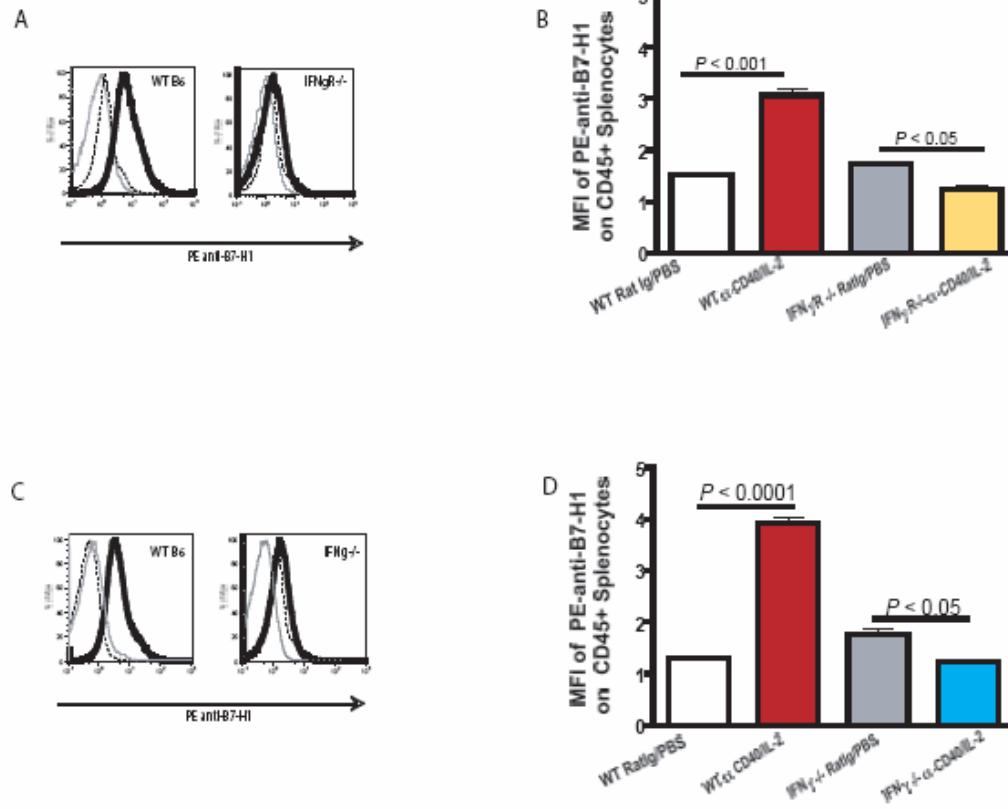 A
WT B6
IFNgR-/-
PE anti-B7-H1
B
MFI of PE-anti-B7-H1
on CD45+ Splenocytes
5
4
3
2
1
0
P < 0.001
P < 0.05
WT Rat Ig/PBS
WT α-CD40/IL-2
IFNγR -/- RatIg/PBS
IFNγR-/-α-CD40/IL-2
C
WT B6
IFNg-/-
PE anti-B7-H1
D
MFI of PE-anti-B7-H1
on CD45+ Splenocytes
5
4
3
2
1
0
P < 0.0001
P < 0.05
WT RatIg/PBS
WT α CD40/IL-2
IFNγ -/- RatIg/PBS
IFNγ -/- α-CD40/IL-2